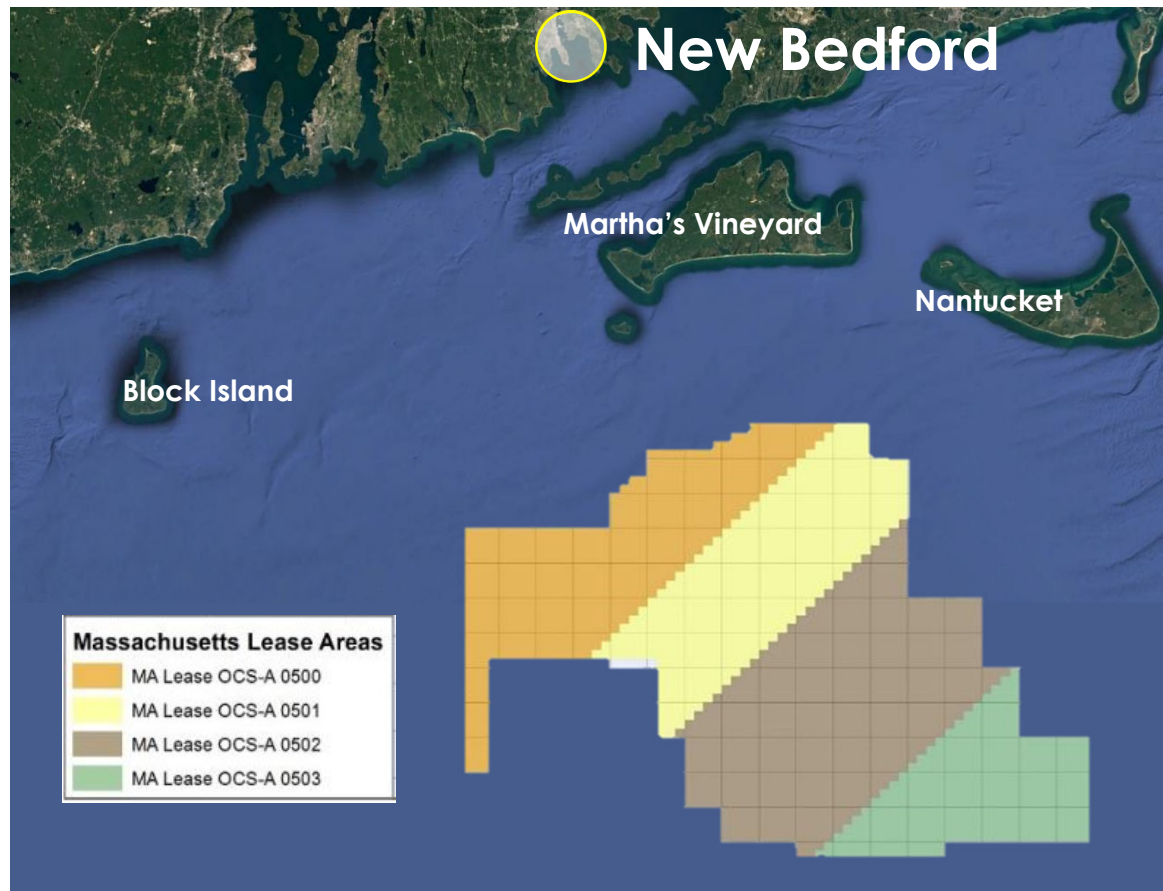 New Bedford
Martha's Vineyard
Nantucket
Block Island
Massachusetts Lease Areas
MA Lease OCS-A 0500
MA Lease OCS-A 0501
MA Lease OCS-A 0502
MA Lease OCS-A 0503